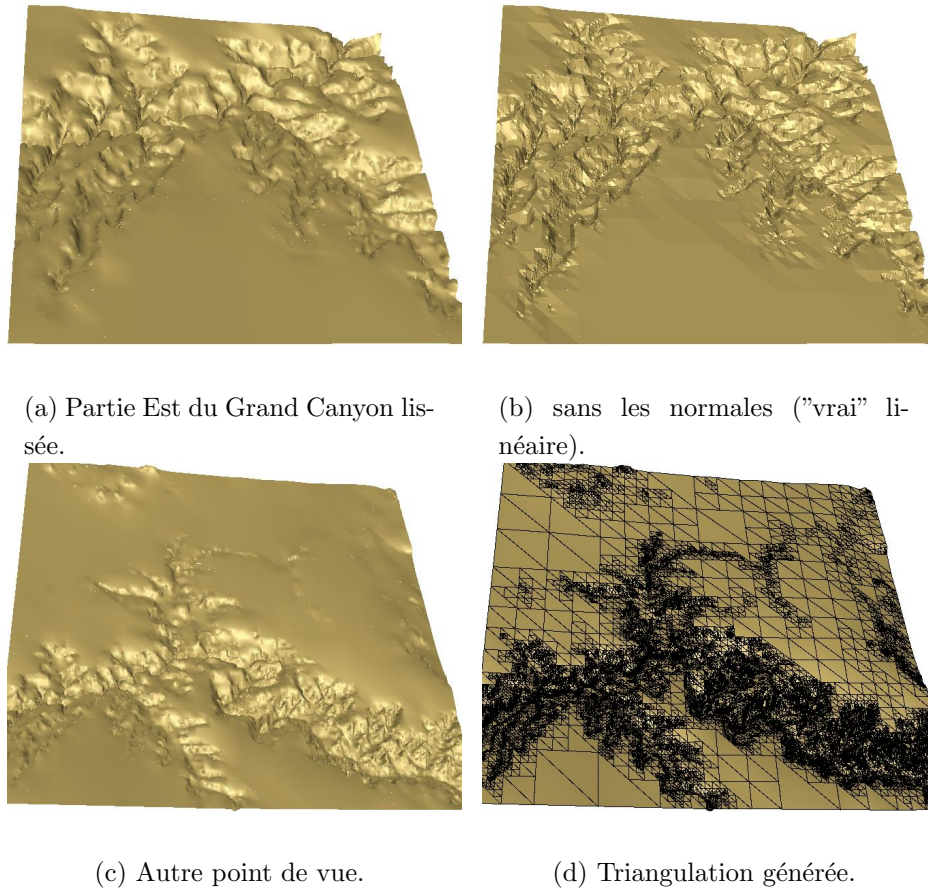 (a) Partie Est du Grand Canyon lis-
sée.
(b) sans les normales (”vrai” li-
néaire).
(c) Autre point de vue.
(d) Triangulation générée.